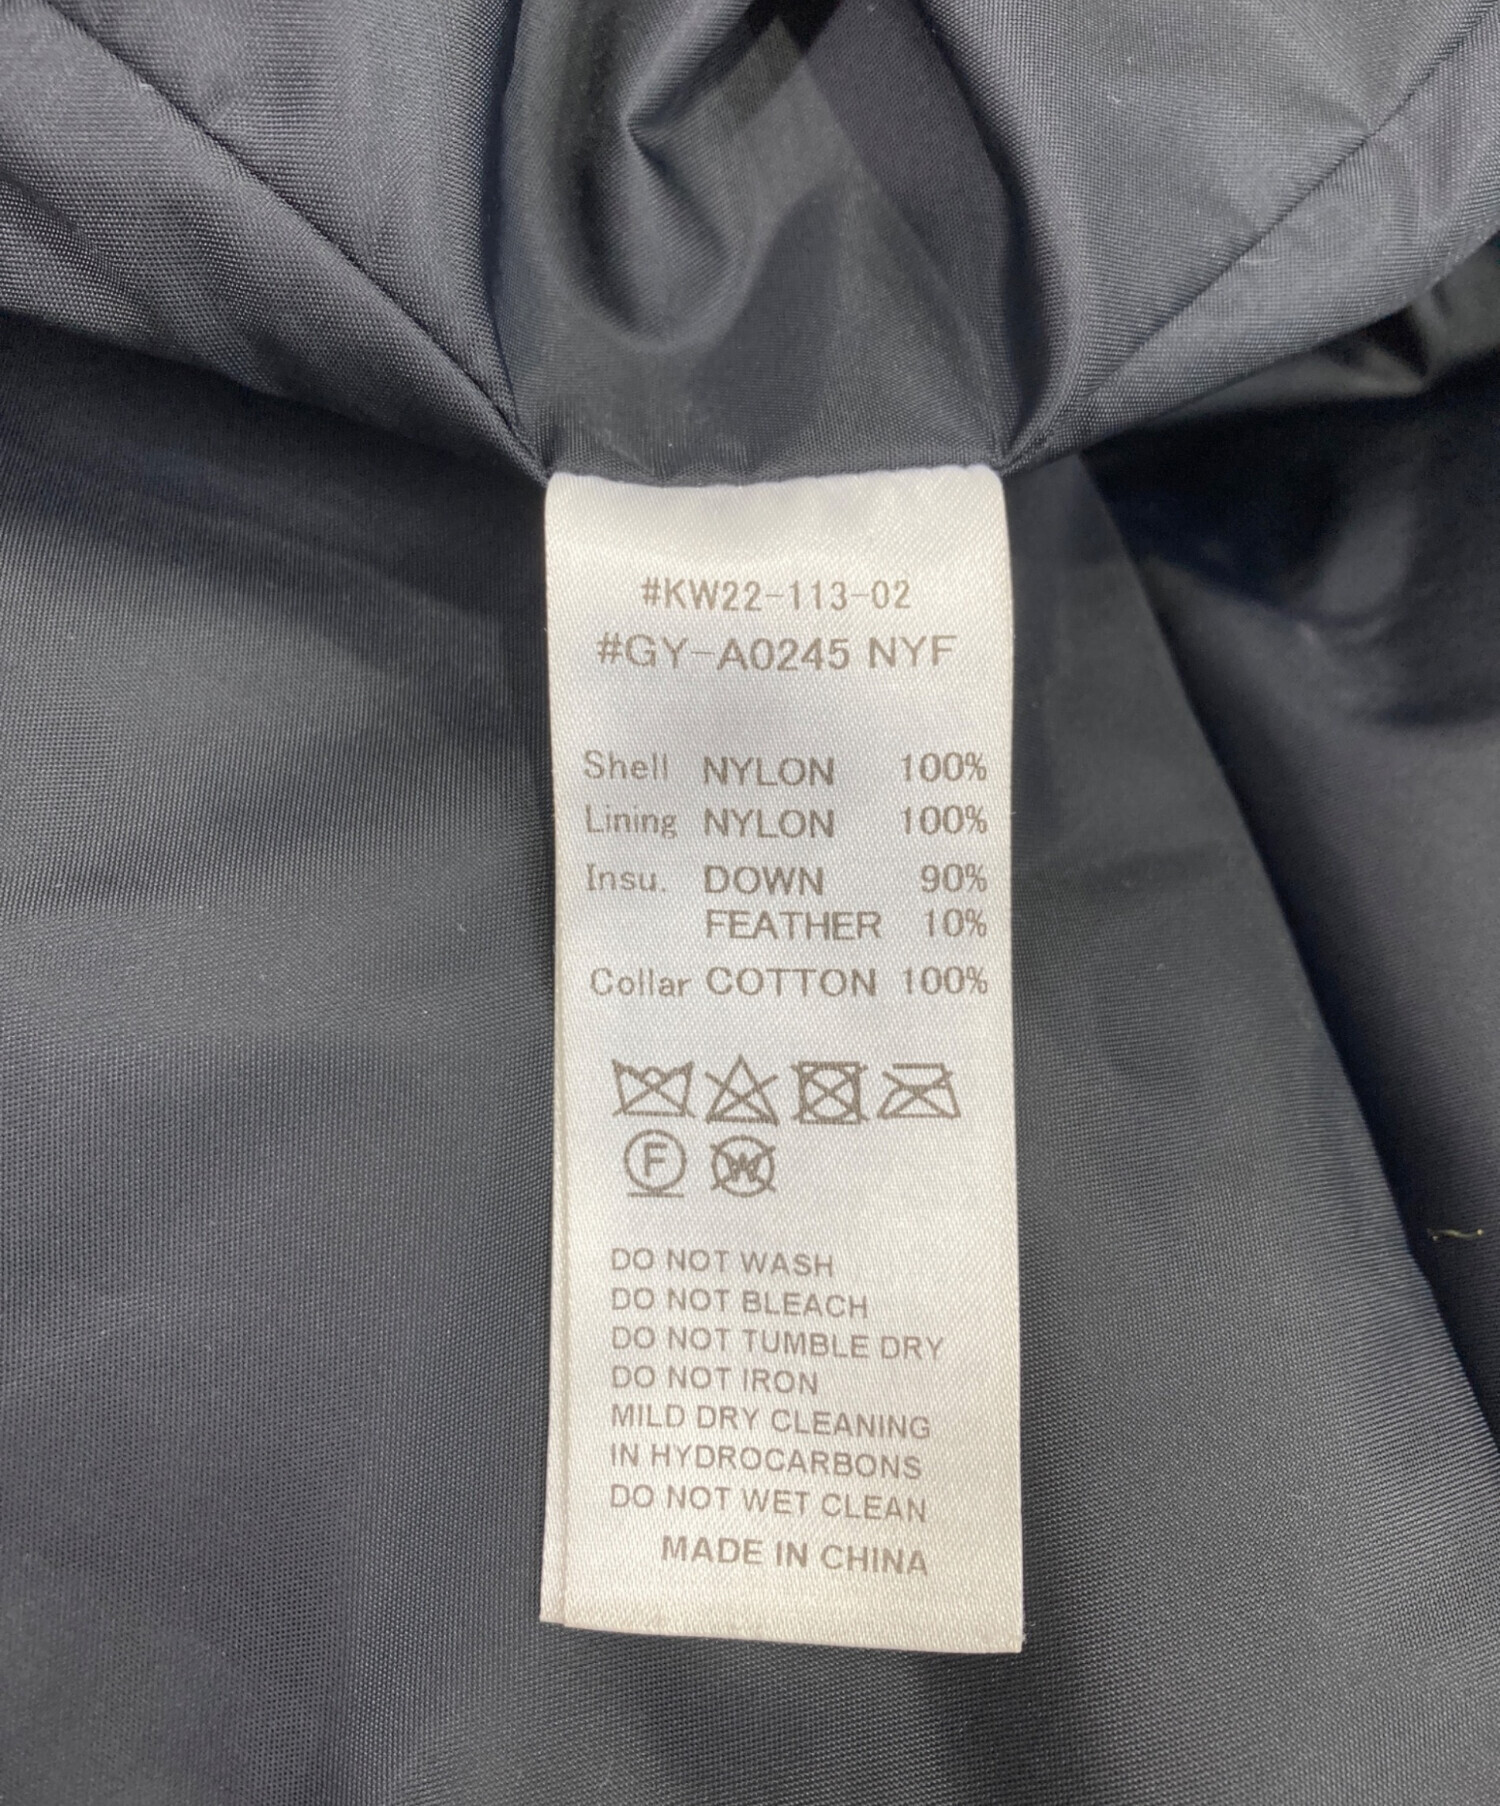 #KW22-113-02
#GY-A0245 NYF
Shell NYLON 100%
Lining NYLON 100%
Insu. DOWN 90%
FEATHER 10%
Collar COTTON 100%
F W
DO NOT WASH
DO NOT BLEACH
DO NOT TUMBLE DRY
DO NOT IRON
MILD DRY CLEANING
IN HYDROCARBONS
DO NOT WET CLEAN
MADE IN CHINA